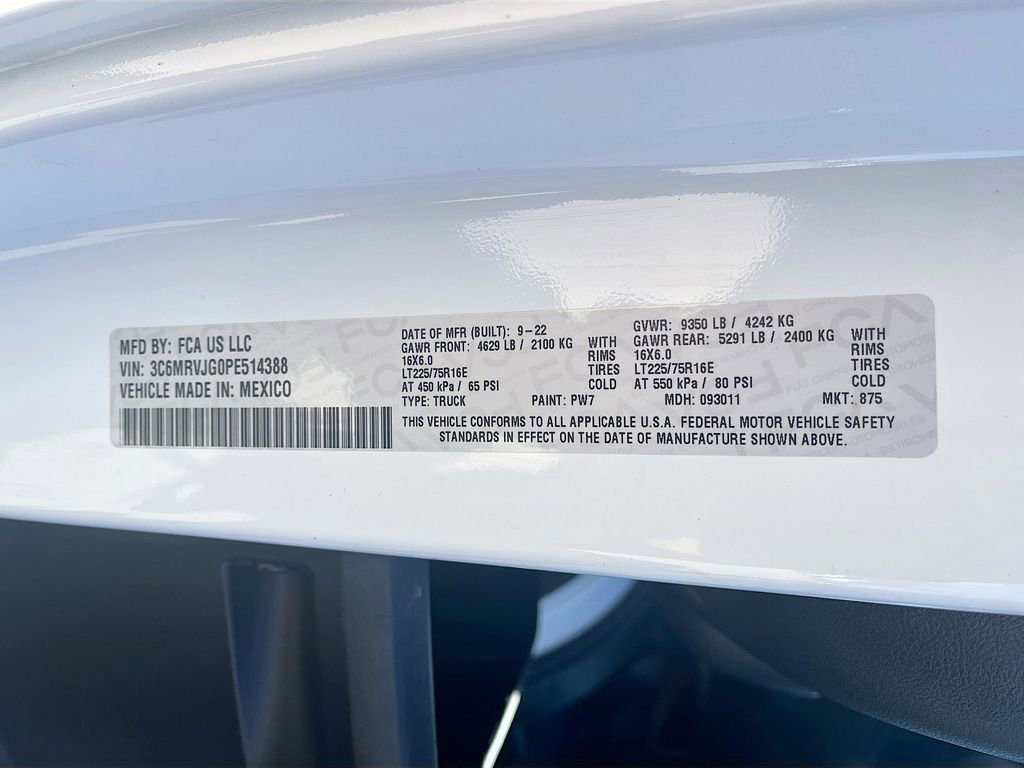 MFD BY: FCA US LLC
VIN: 3C6MRVJG0PE514388
VEHICLE MADE IN: MEXICO
DATE OF MFR (BUILT): 9-22
GAWR FRONT: 4629 LB / 2100 KG WITH
16X6.0 RIMS
LT225/75R16E TIRES
AT 450 kPa / 65 PSI COLD
GVWR: 9350 LB / 4242 KG
GAWR REAR: 5291 LB / 2400 KG WITH
16X6.0 RIMS
LT225/75R16E TIRES
AT 550 kPa / 80 PSI COLD
TYPE: TRUCK PAINT: PW7 MDH: 093011 MKT: 875
THIS VEHICLE CONFORMS TO ALL APPLICABLE U.S.A. FEDERAL MOTOR VEHICLE SAFETY
STANDARDS IN EFFECT ON THE DATE OF MANUFACTURE SHOWN ABOVE.